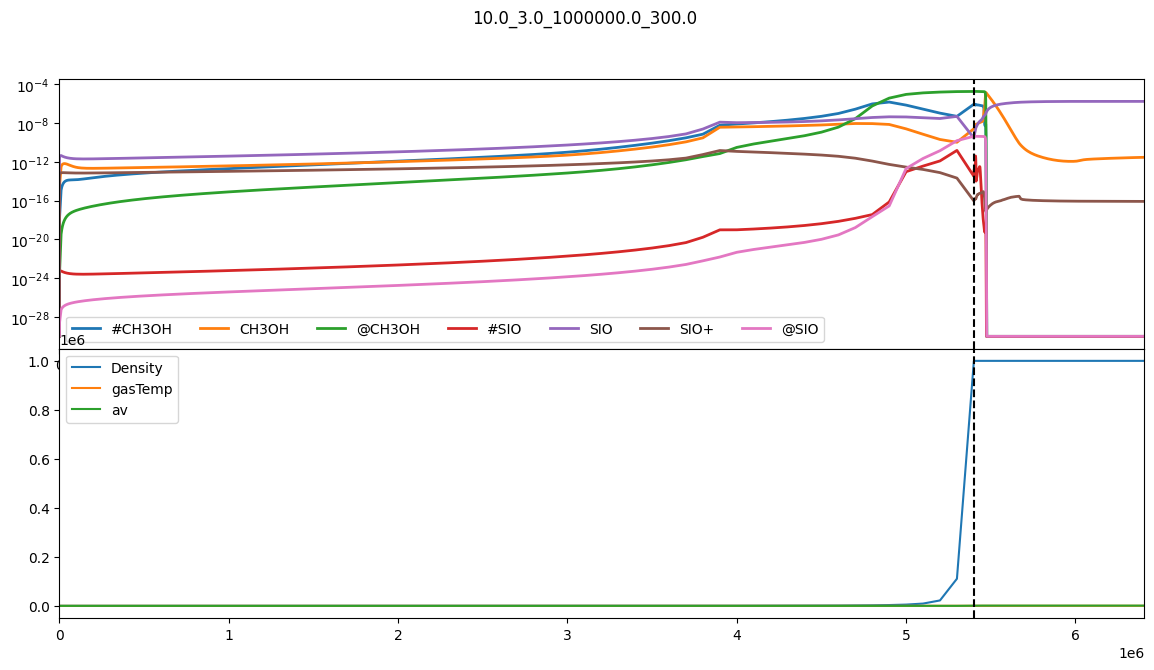 10.0_3.0_1000000.0_300.0
10⁻⁴
10⁻⁸
10⁻¹²
10⁻¹⁶
10⁻²⁰
10⁻²⁴
10⁻²⁸
#CH3OH CH3OH @CH3OH #SIO SIO SIO+ @SIO
1e6
1.0
0.8
0.6
0.4
0.2
0.0
Density
gasTemp
av
0 1 2 3 4 5 6
1e6